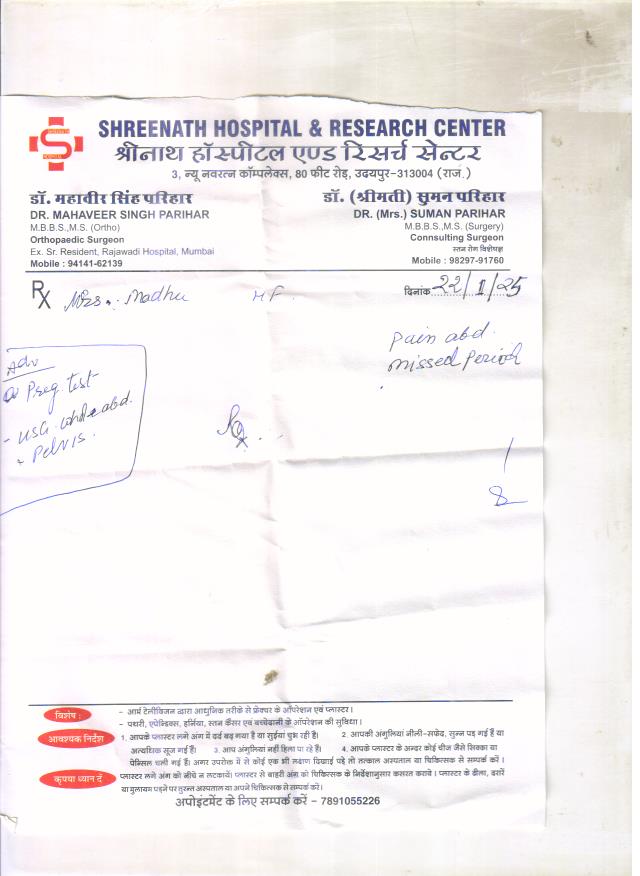 SHREENATH HOSPITAL & RESEARCH CENTER
श्रीनाथ हॉस्पीटल एण्ड रिसर्च सेन्टर
3, न्यू नवरत्न कॉम्पलेक्स, 80 फीट रोड़, उदयपुर-313004 (राज.)
डॉ. महावीर सिंह परिहार
DR. MAHAVEER SINGH PARIHAR
M.B.B.S.,M.S. (Ortho)
Orthopaedic Surgeon
Ex. Sr. Resident, Rajawadi Hospital, Mumbai
Mobile : 94141-62139
डॉ. (श्रीमती) सुमन परिहार
DR. (Mrs.) SUMAN PARIHAR
M.B.B.S.,M.S. (Surgery)
Connsulting Surgeon
स्तन रोग विशेषज्ञ
Mobile : 98297-91760
Rx Mrs. Madhu
दिनांक 22/1/25
Pain abd.
missed period
Adv
Preg. test
- USG whole abd.
+ Pelvis.
Rx
विशेष :
- आर्म टेलीविजन द्वारा आधुनिक तरीके से फ्रेक्चर के ऑपरेशन एवं प्लास्टर।
- पथरी, एपेन्डिक्स, हर्निया, स्तन कैंसर एवं बच्चेदानी के ऑपरेशन की सुविधा।
आवश्यक निर्देश
1. आपके प्लास्टर लगे अंग में दर्द बढ़ गया है या सुईयां चुभ रही है। 2. आपकी अंगुलियां नीली-सफेद, सुन्न पड़ गई हैं या
अत्यधिक सूज गई हैं। 3. आप अंगुलियां नहीं हिला पा रहे हैं। 4. आपके प्लास्टर के अन्दर कोई चीज जैसे सिक्का या
पेन्सिल चली गई हैं। अगर उपरोक्त में से कोई एक भी लक्षण दिखाई पड़े तो तत्काल अस्पताल या चिकित्सक से सम्पर्क करें।
कृपया ध्यान दें
प्लास्टर लगे अंग को नीचे न लटकावें। प्लास्टर से बाहरी अंग को चिकित्सक के निर्देशानुसार कसरत करावे। प्लास्टर के ढीला, दरारें
या मुलायम पड़ने पर तुरन्त अस्पताल या अपने चिकित्सक से सम्पर्क करें।
अपोइंटमेंट के लिए सम्पर्क करें - 7891055226